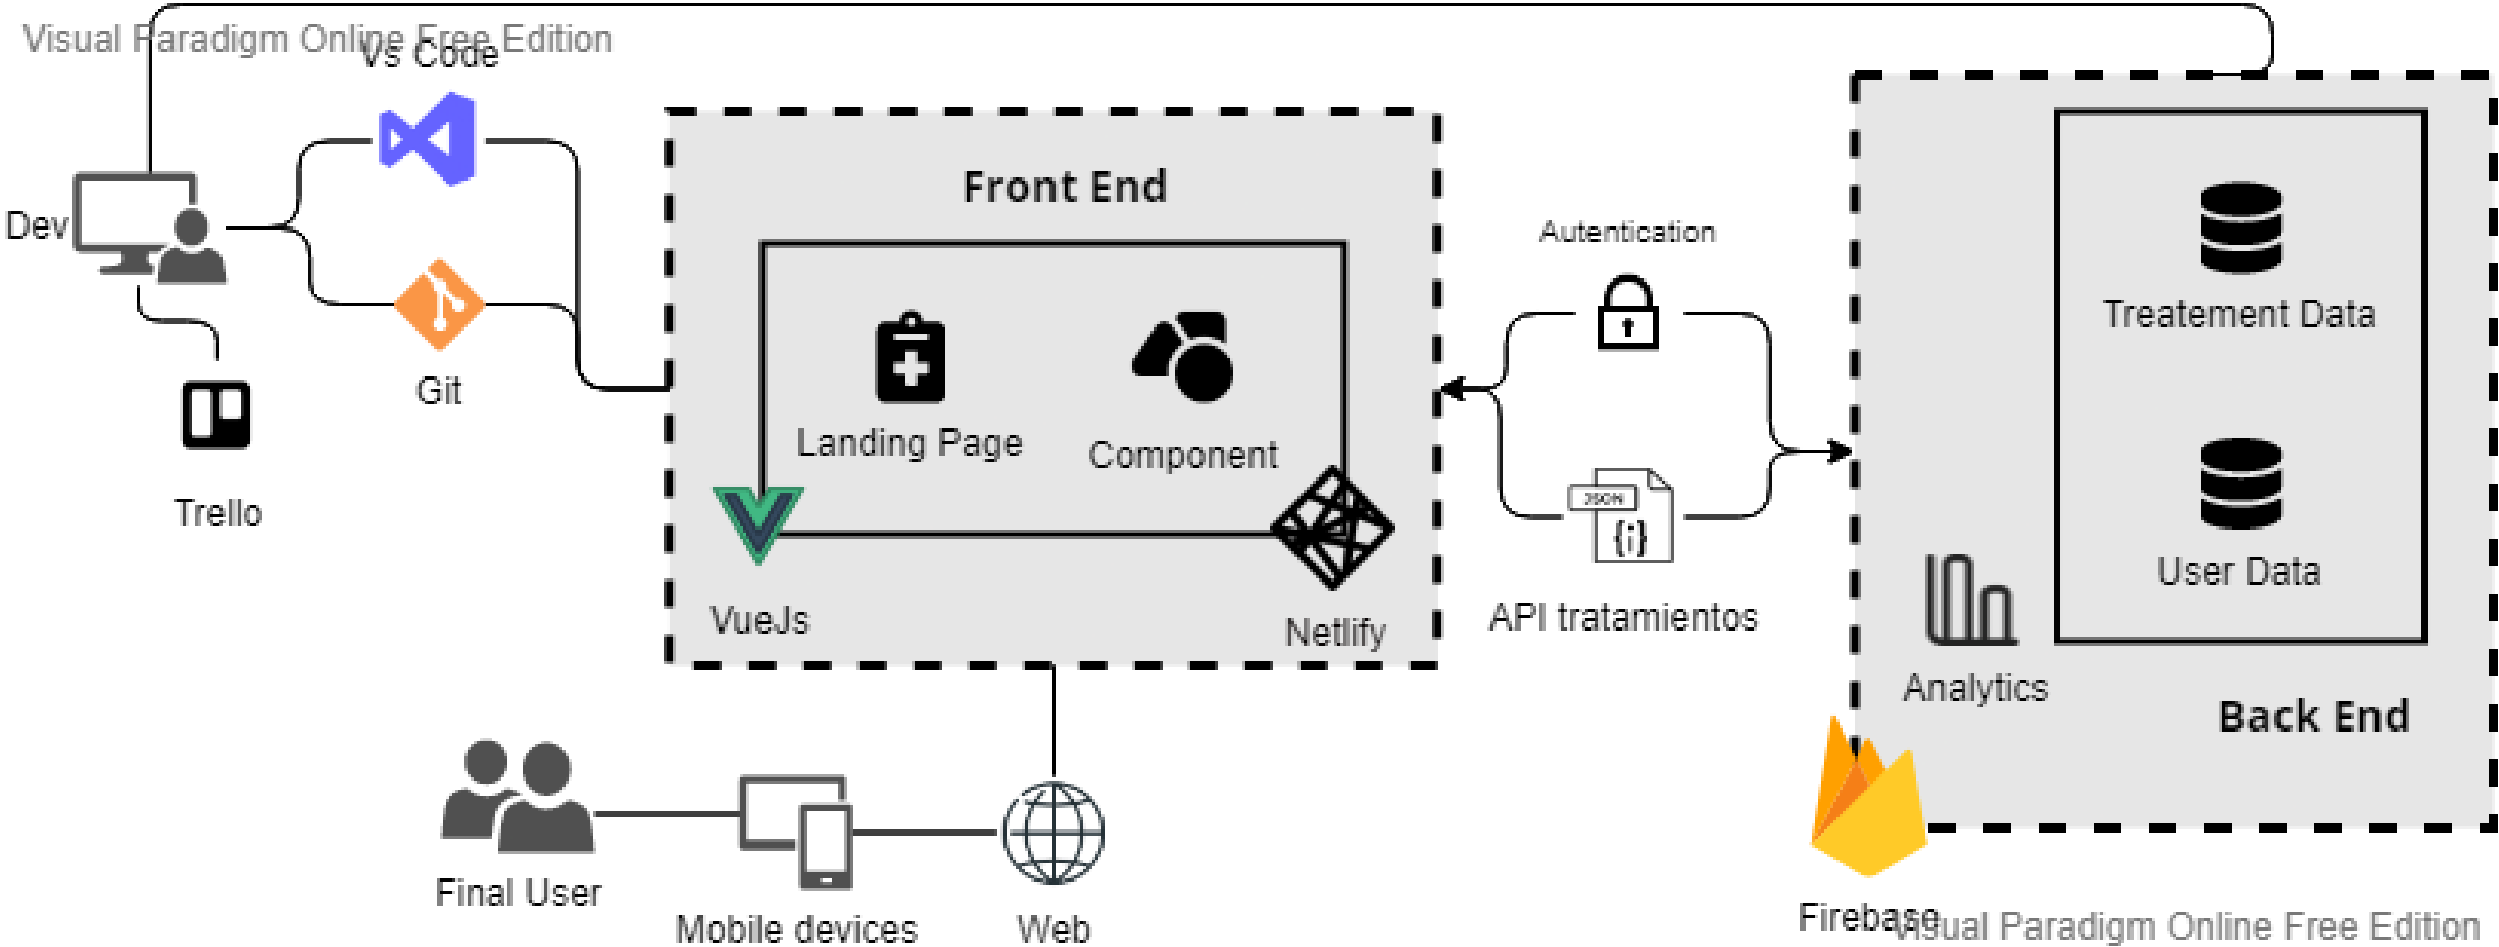 Visual Paradigm Online Free Edition
Vs Code
Dev
Git
Trello
Front End
Landing Page
Component
VueJs
Netlify
Autenticación
JSON
{i}
API tratamientos
Treatement Data
User Data
Analytics
Back End
Firebase
Final User
Mobile devices
Web
Visual Paradigm Online Free Edition